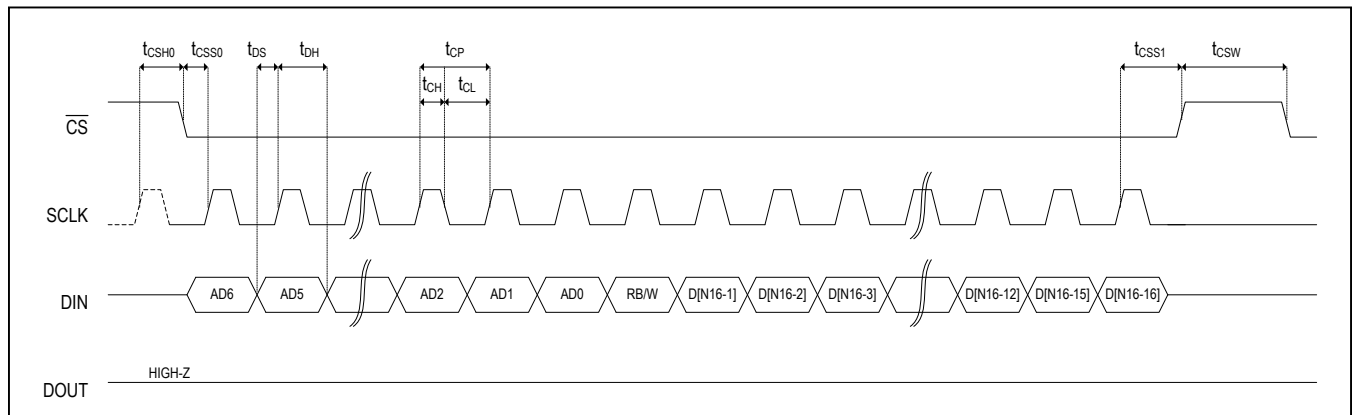 tCSH0 tCSS0 tDS tDH tCP tCSS1 tCSW
tCH tCL
CS
SCLK
DIN AD6 AD5 AD2 AD1 AD0 RB/W D[N16-1] D[N16-2] D[N16-3] D[N16-12] D[N16-15] D[N16-16]
HIGH-Z
DOUT